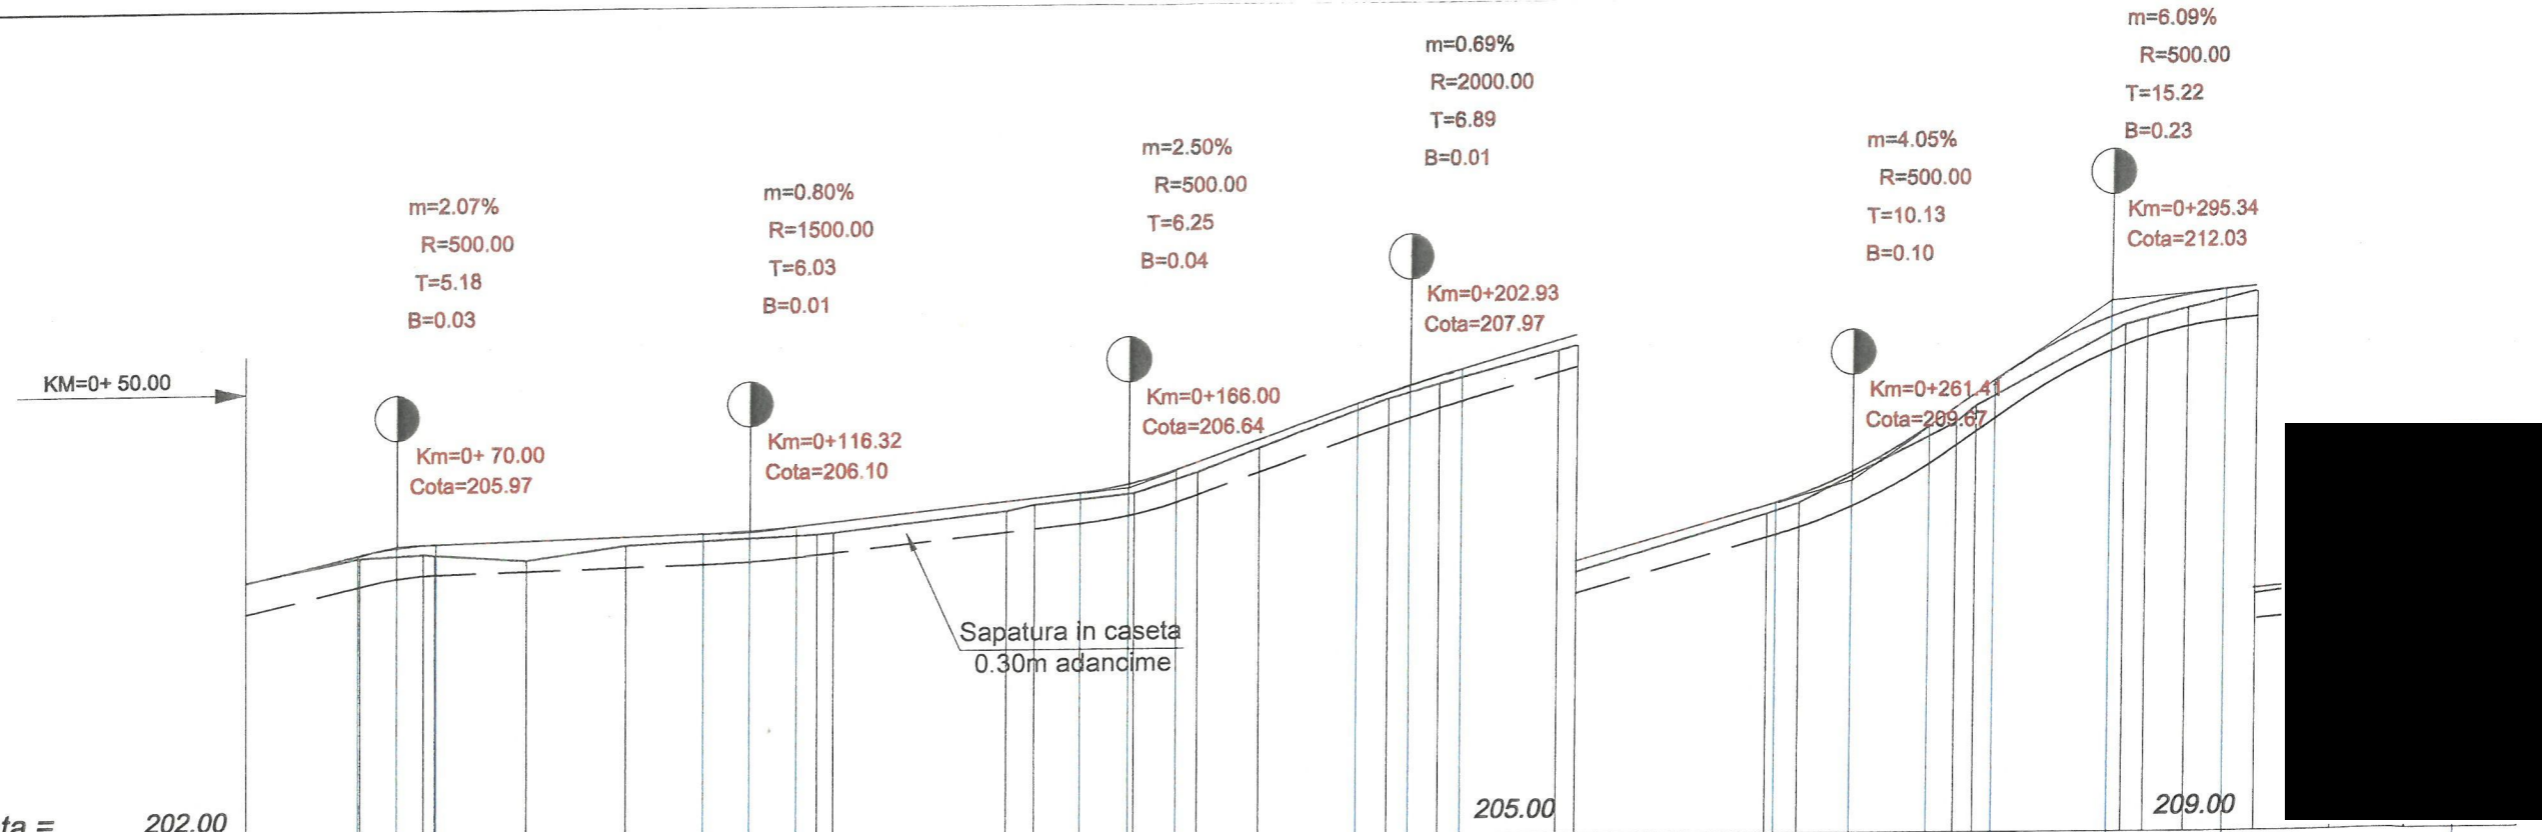 KM=0+ 50.00
m=2.07%
R=500.00
T=5.18
B=0.03
Km=0+ 70.00
Cota=205.97
m=0.80%
R=1500.00
T=6.03
B=0.01
Km=0+116.32
Cota=206.10
m=2.50%
R=500.00
T=6.25
B=0.04
Km=0+166.00
Cota=206.64
m=0.69%
R=2000.00
T=6.89
B=0.01
Km=0+202.93
Cota=207.97
m=4.05%
R=500.00
T=10.13
B=0.10
Km=0+261.41
Cota=209.67
m=6.09%
R=500.00
T=15.22
B=0.23
Km=0+295.34
Cota=212.03
Sapatura in caseta
0.30m adancime
ta = 202.00
205.00
209.00